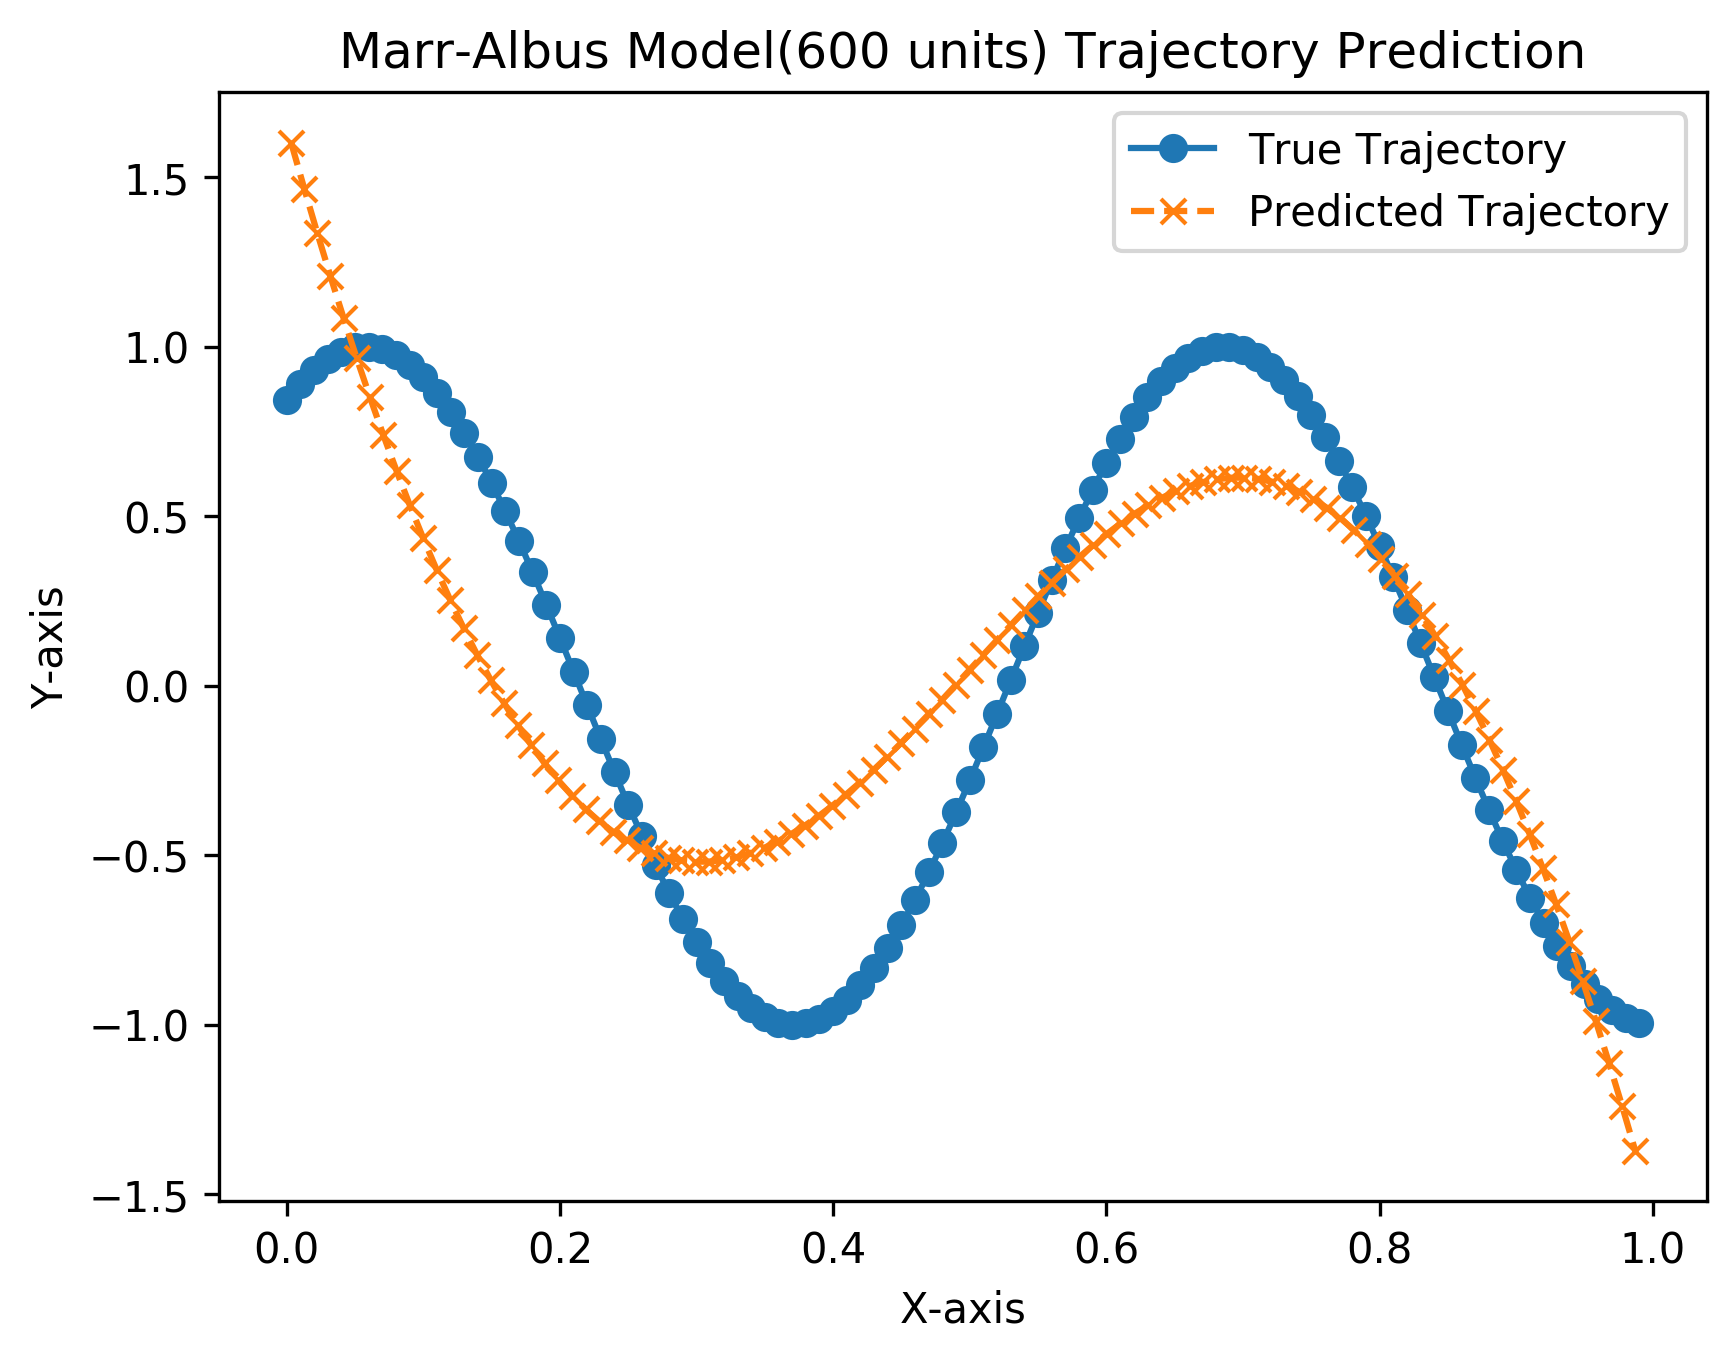 Marr-Albus Model(600 units) Trajectory Prediction
True Trajectory
Predicted Trajectory
1.5
1.0
0.5
0.0
−0.5
−1.0
−1.5
Y-axis
0.0 0.2 0.4 0.6 0.8 1.0
X-axis